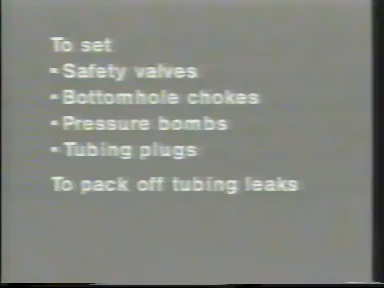 To set
-Safety valves
-Bottomhole chokes
-Pressure bombs
-Tubing plugs
To pack off tubing leaks